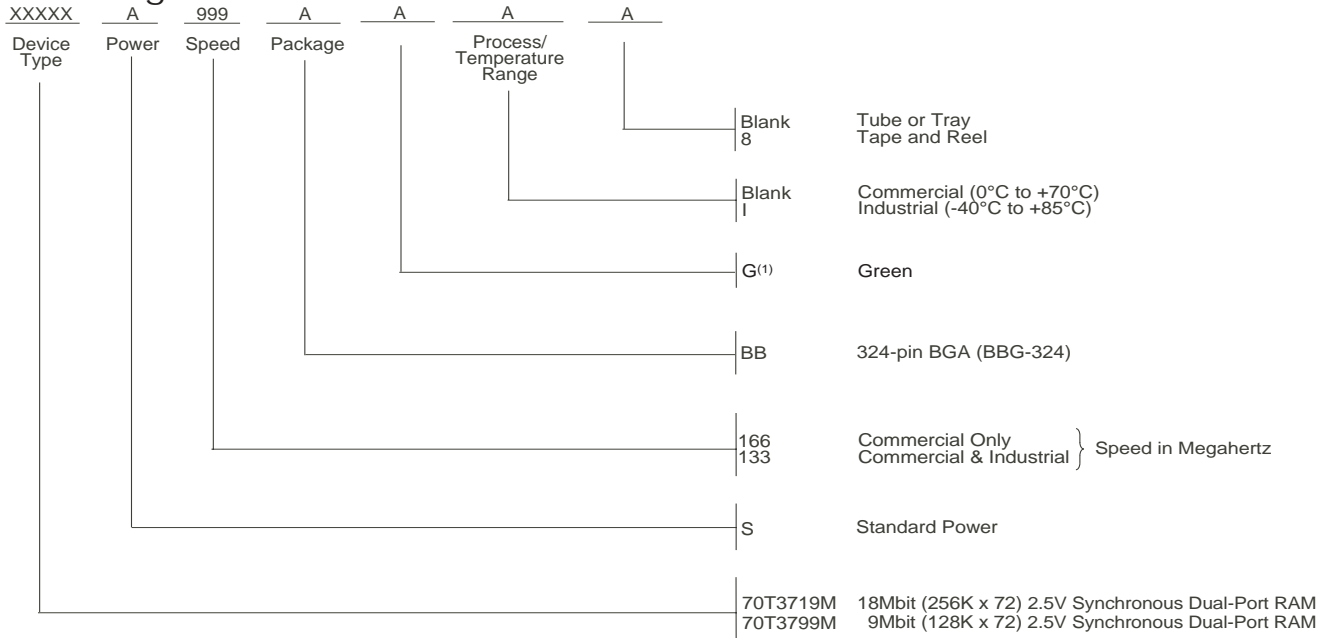 XXXXX A 999 A A A A
Device Type Power Speed Package Process/ Temperature Range
Blank Tube or Tray
8 Tape and Reel
Blank Commercial (0°C to +70°C)
I Industrial (-40°C to +85°C)
G(1) Green
BB 324-pin BGA (BBG-324)
166 Commercial Only
133 Commercial & Industrial
Speed in Megahertz
S Standard Power
70T3719M 18Mbit (256K x 72) 2.5V Synchronous Dual-Port RAM
70T3799M 9Mbit (128K x 72) 2.5V Synchronous Dual-Port RAM